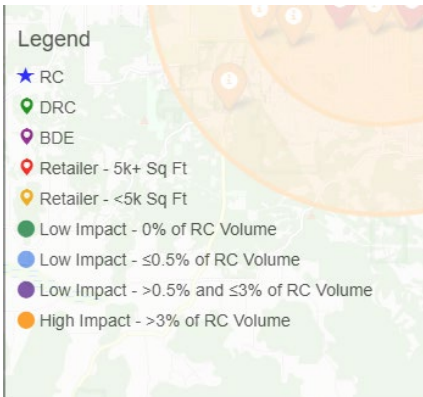 Legend
RC
DRC
BDE
Retailer - 5k+ Sq Ft
Retailer - <5k Sq Ft
Low Impact - 0% of RC Volume
Low Impact - ≤0.5% of RC Volume
Low Impact - >0.5% and ≤3% of RC Volume
High Impact - >3% of RC Volume